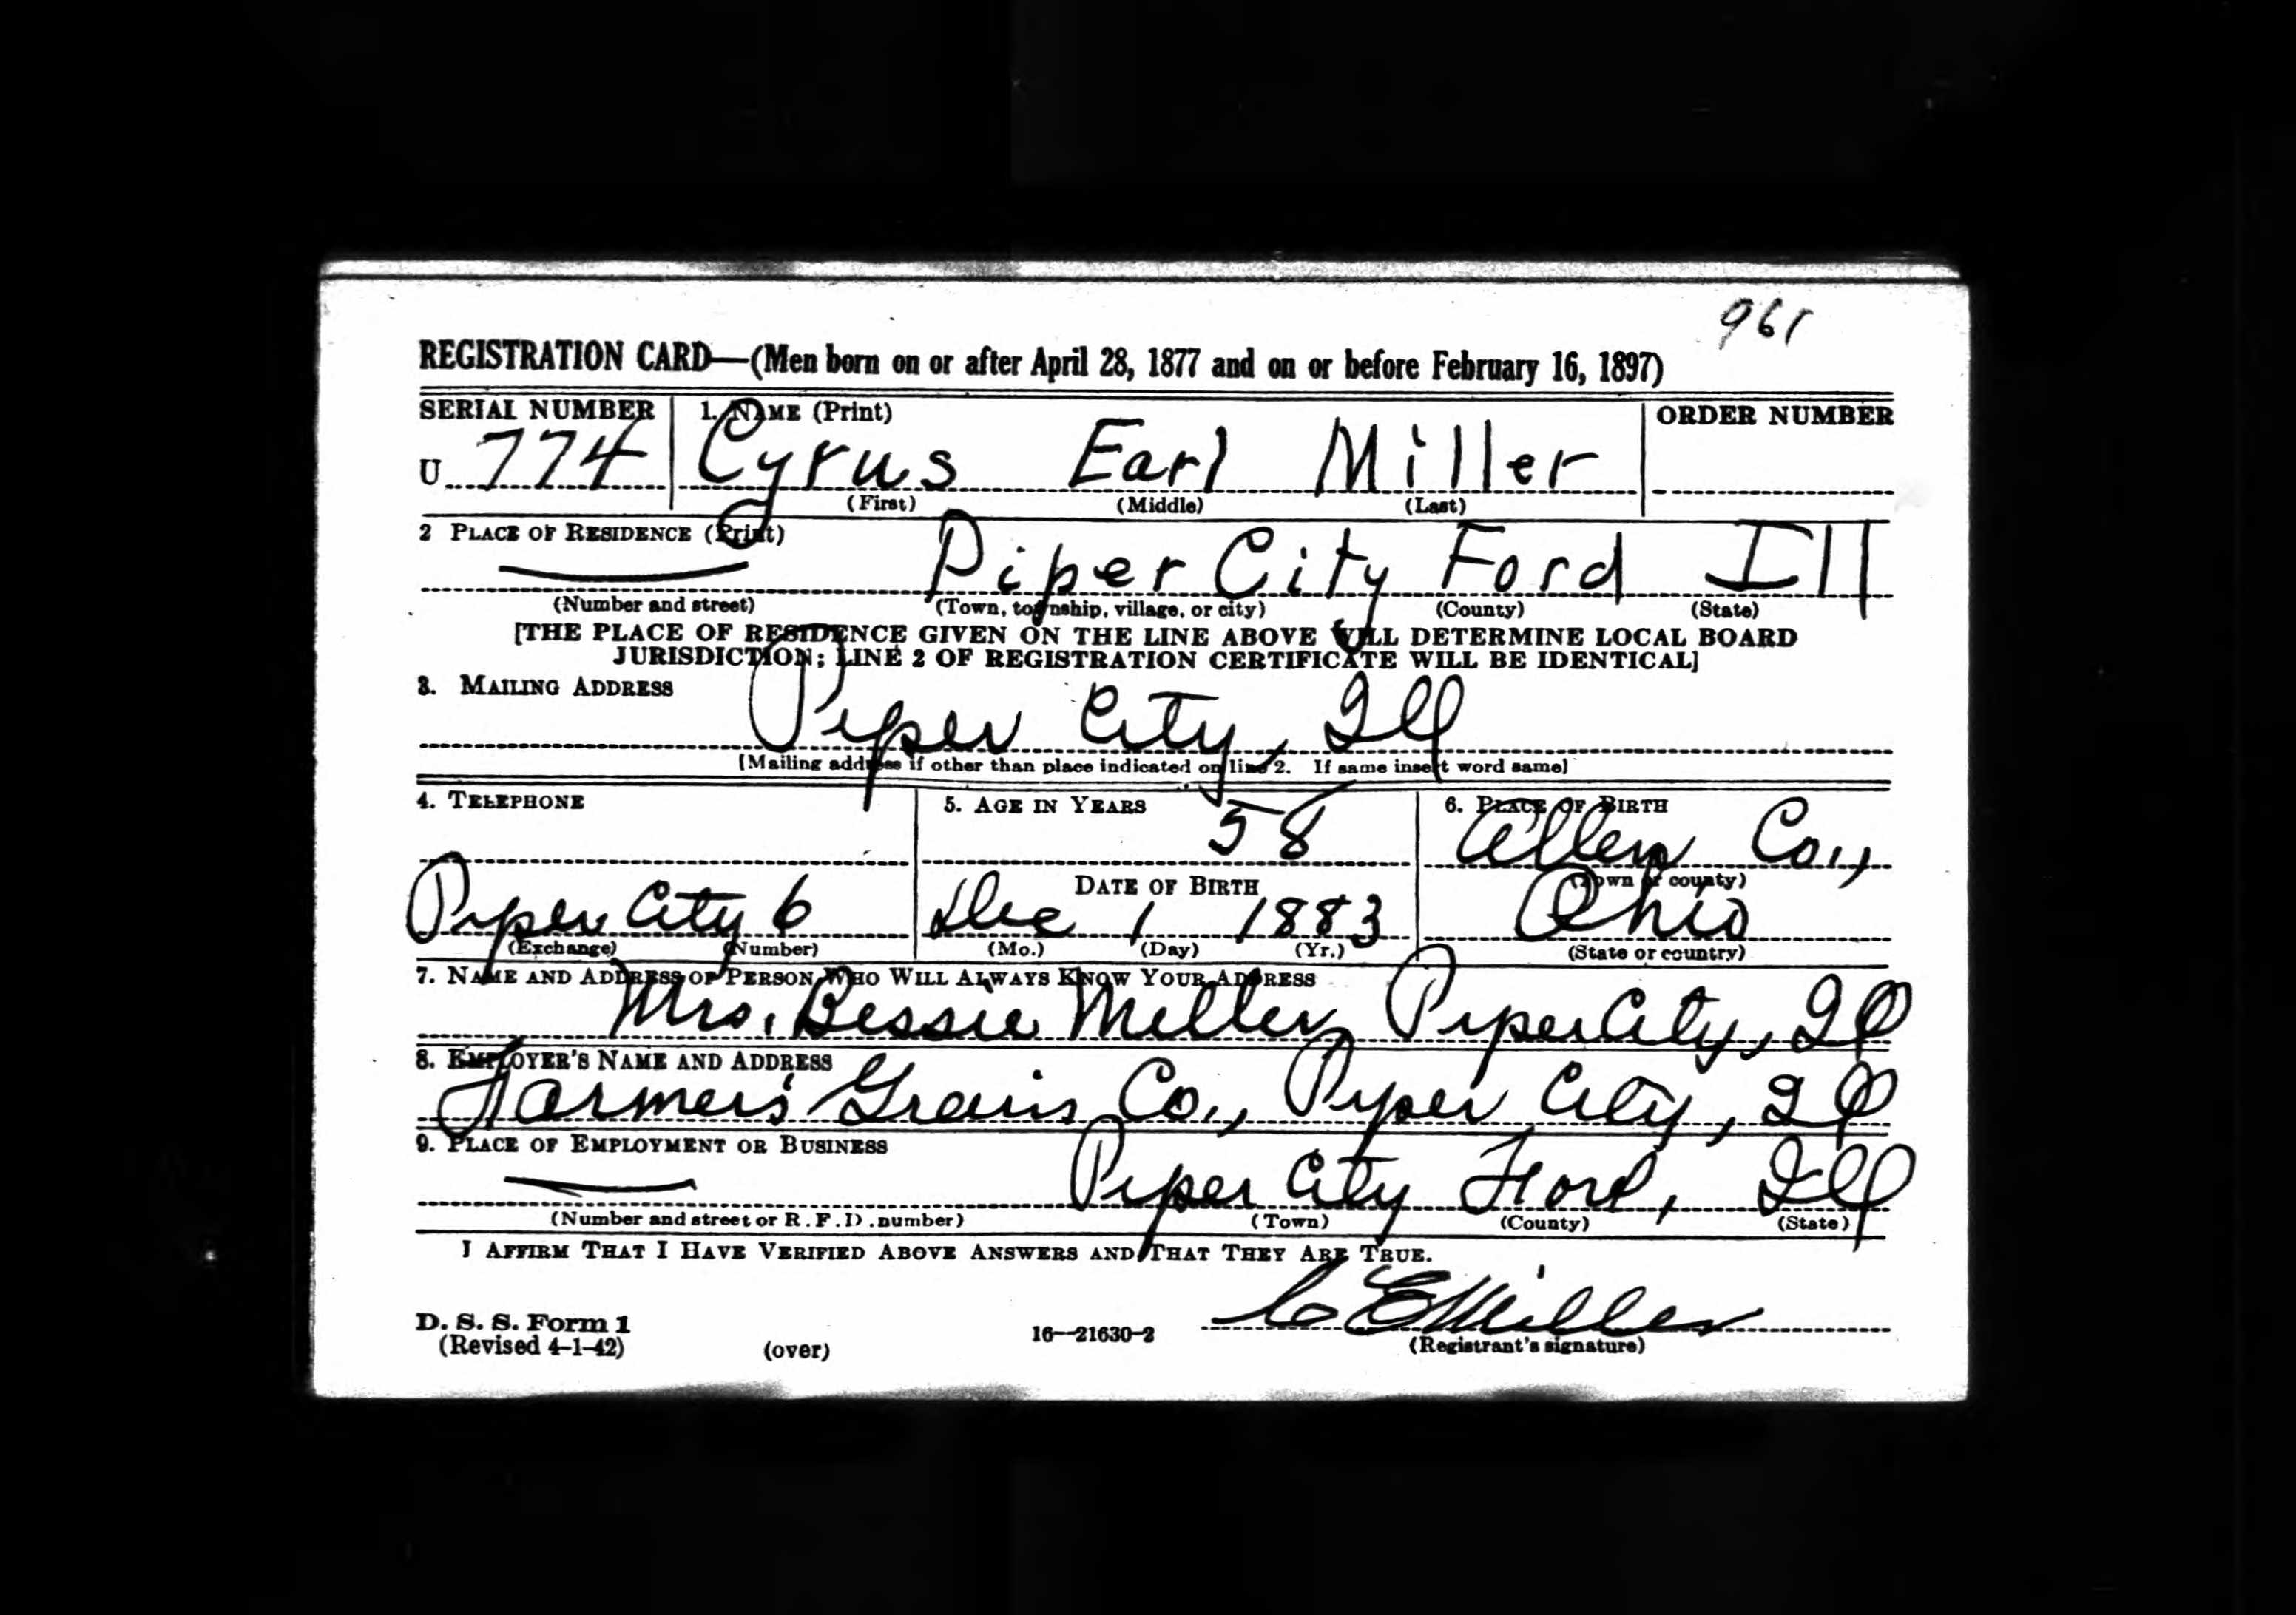 961
REGISTRATION CARD—(Men born on or after April 28, 1877 and on or before February 16, 1897)
SERIAL NUMBER 1. NAME (Print) ORDER NUMBER
U 774 Cyrus Earl Miller
(First) (Middle) (Last)
2 PLACE OF RESIDENCE (Print)
Piper City Ford Ill
(Number and street) (Town, township, village, or city) (County) (State)
[THE PLACE OF RESIDENCE GIVEN ON THE LINE ABOVE WILL DETERMINE LOCAL BOARD
JURISDICTION; LINE 2 OF REGISTRATION CERTIFICATE WILL BE IDENTICAL]
3. MAILING ADDRESS
Piper City, Ill
[Mailing address if other than place indicated on line 2. If same insert word same]
4. TELEPHONE 5. AGE IN YEARS 6. PLACE OF BIRTH
58 Allen Co.,
DATE OF BIRTH (Town or county)
Piper City 6 Dec 1 1883 Ohio
(Exchange) (Number) (Mo.) (Day) (Yr.) (State or country)
7. NAME AND ADDRESS OF PERSON WHO WILL ALWAYS KNOW YOUR ADDRESS
Mrs. Bessie Miller, Piper City, Ill
8. EMPLOYER'S NAME AND ADDRESS
Farmer's Grain Co., Piper City, Ill
9. PLACE OF EMPLOYMENT OR BUSINESS
Piper City Ford, Ill
(Number and street or R.F.D. number) (Town) (County) (State)
I AFFIRM THAT I HAVE VERIFIED ABOVE ANSWERS AND THAT THEY ARE TRUE.
C E Miller
D. S. S. Form 1
(Revised 4-1-42) (over) 16—21630-2 (Registrant's signature)